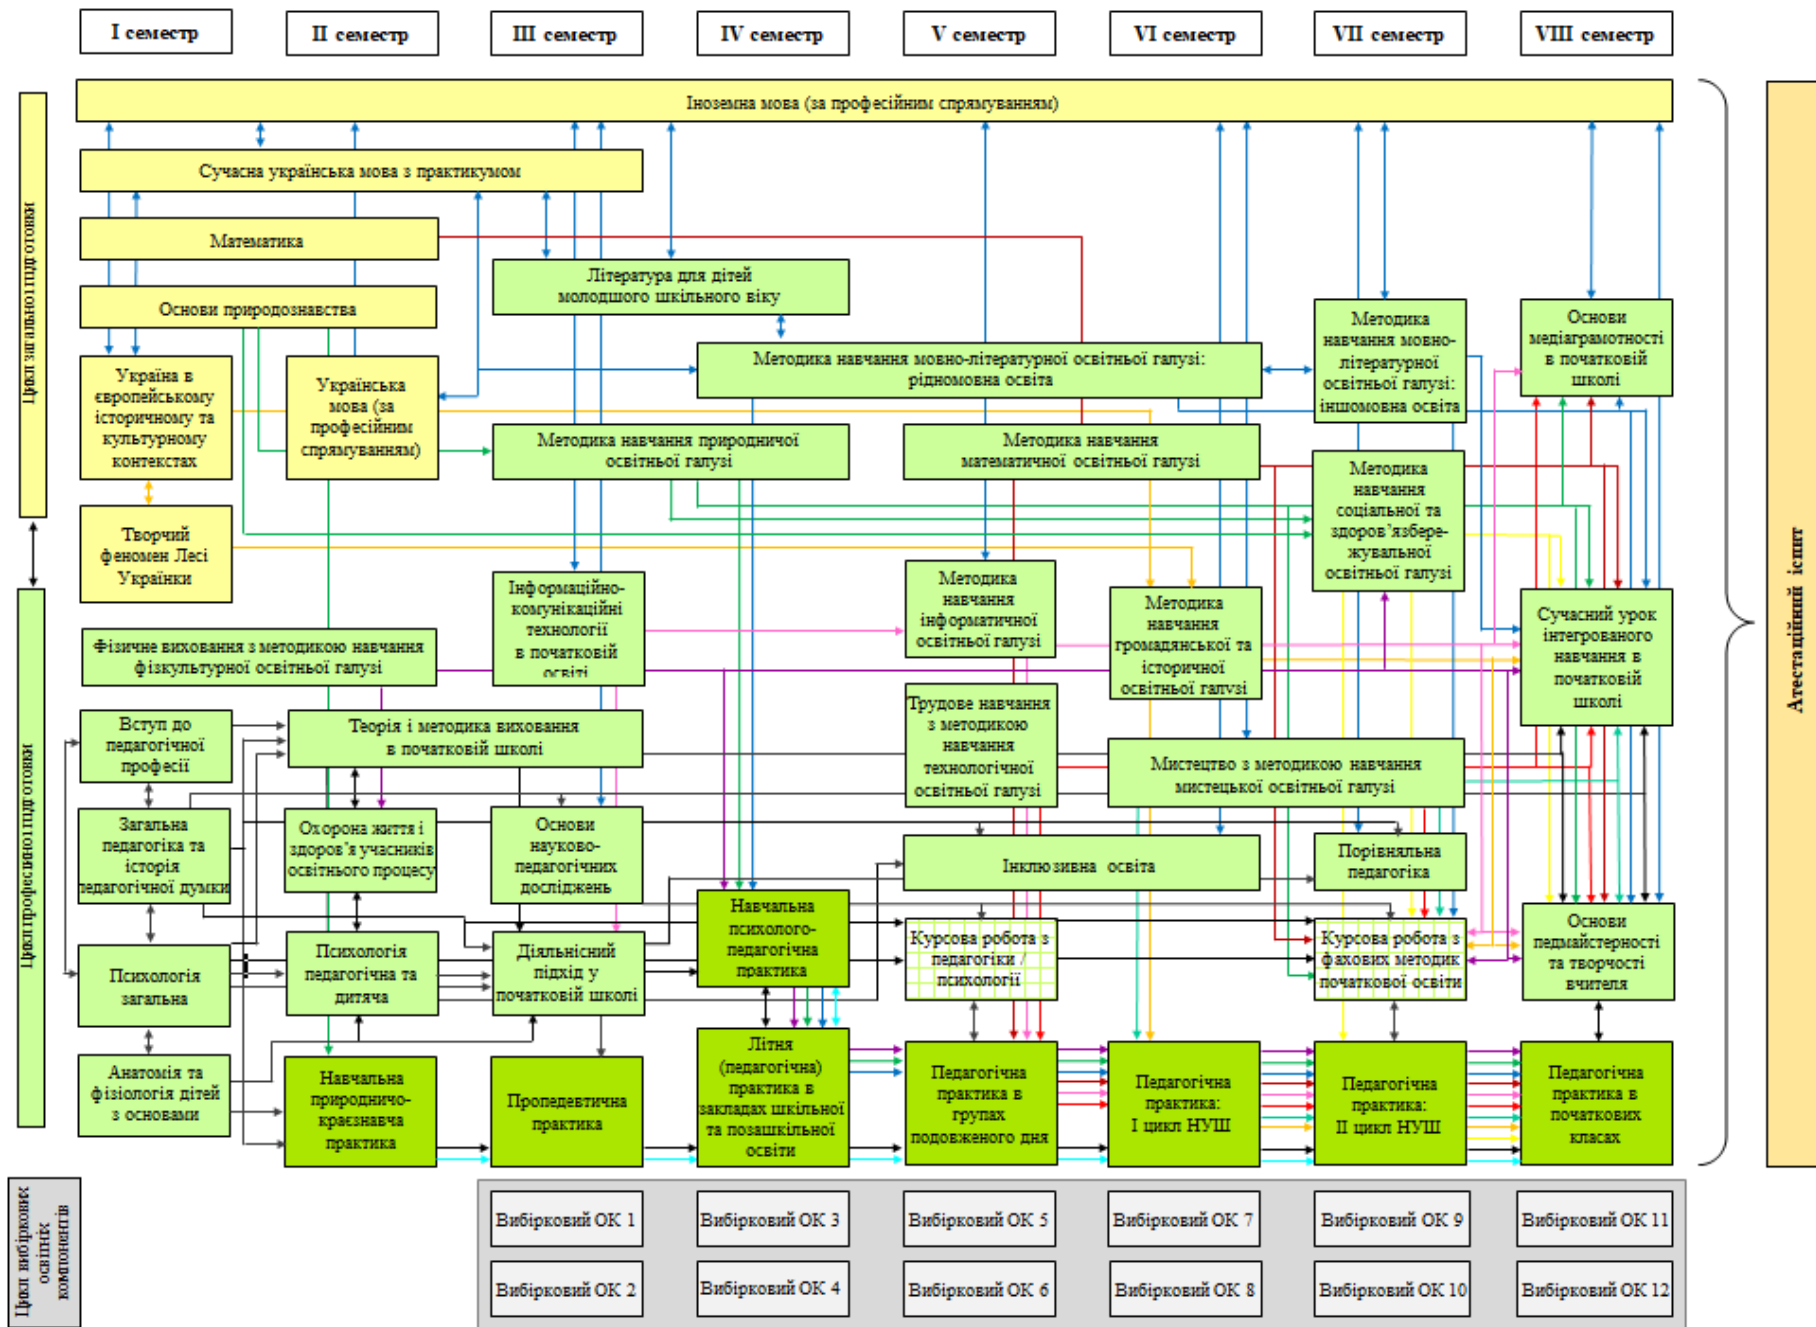 I семестр
II семестр
III семестр
IV семестр
V семестр
VI семестр
VII семестр
VIII семестр
Цикл загальної підготовки
Цикл професійної підготовки
Цикл вибіркових
освітніх
компонентів
Іноземна мова (за професійним спрямуванням)
Сучасна українська мова з практикумом
Математика
Основи природознавства
Література для дітей
молодшого шкільного віку
Методика навчання мовно-літературної освітньої галузі:
рідномовна освіта
Методика
навчання мовно-
літературної
освітньої галузі:
іншомовна освіта
Основи
медіаграмотності
в початковій
школі
Україна в
європейському
історичному та
культурному
контекстах
Українська
мова (за
професійним
спрямуванням)
Методика навчання природничої
освітньої галузі
Методика навчання
математичної освітньої галузі
Методика
навчання
соціальної та
здоров’язбере-
жувальної
освітньої галузі
Творчий
феномен Лесі
Українки
Інформаційно-
комунікаційні
технології
в початковій
освіті
Методика
навчання
інформатичної
освітньої галузі
Методика
навчання
громадянської та
історичної
освітньої галузі
Сучасний урок
інтегрованого
навчання в
початковій
школі
Фізичне виховання з методикою навчання
фізкультурної освітньої галузі
Вступ до
педагогічної
професії
Теорія і методика виховання
в початковій школі
Трудове навчання
з методикою
навчання
технологічної
освітньої галузі
Мистецтво з методикою навчання
мистецької освітньої галузі
Загальна
педагогіка та
історія
педагогічної думки
Охорона життя і
здоров’я учасників
освітнього процесу
Основи
науково-
педагогічних
досліджень
Інклюзивна освіта
Порівняльна
педагогіка
Навчальна
психолого-
педагогічна
практика
Психологія
загальна
Психологія
педагогічна та
дитяча
Діяльнісний
підхід у
початковій школі
Курсова робота з
педагогіки /
психології
Курсова робота з
фахових методик
початкової освіти
Основи
педмайстерності
та творчості
вчителя
Анатомія та
фізіологія дітей
з основами
Навчальна
природничо-
краєзнавча
практика
Пропедевтична
практика
Літня
(педагогічна)
практика в
закладах шкільної
та позашкільної
освіти
Педагогічна
практика в
групах
подовженого дня
Педагогічна
практика:
I цикл НУШ
Педагогічна
практика:
II цикл НУШ
Педагогічна
практика в
початкових
класах
Атестаційний іспит
Вибірковий ОК 1
Вибірковий ОК 3
Вибірковий ОК 5
Вибірковий ОК 7
Вибірковий ОК 9
Вибірковий ОК 11
Вибірковий ОК 2
Вибірковий ОК 4
Вибірковий ОК 6
Вибірковий ОК 8
Вибірковий ОК 10
Вибірковий ОК 12